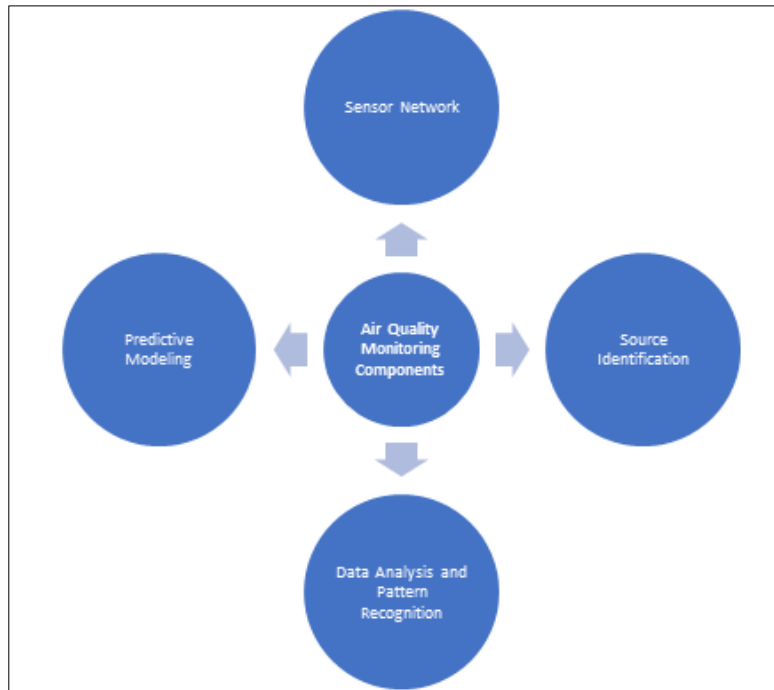 Sensor Network
Predictive
Modeling
Air Quality
Monitoring
Components
Source
Identification
Data Analysis and
Pattern
Recognition